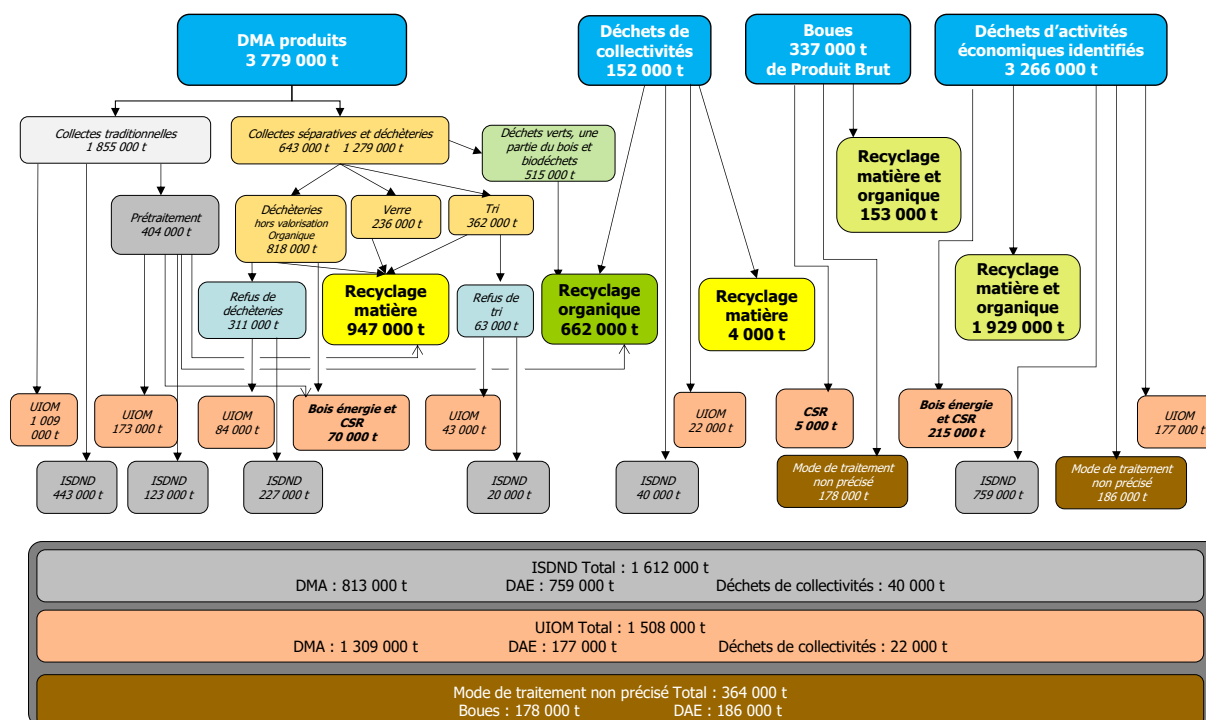 DMA produits
3 779 000 t
Déchets de
collectivités
152 000 t
Boues
337 000 t
de Produit Brut
Déchets d'activités
économiques identifiés
3 266 000 t
Collectes traditionnelles
1 855 000 t
Collectes séparatives et déchèteries
643 000 t 1 279 000 t
Déchets verts, une
partie du bois et
biodéchets
515 000 t
Recyclage
matière et
organique
153 000 t
Prétraitement
404 000 t
Déchèteries
hors valorisation
Organique
818 000 t
Verre
236 000 t
Tri
362 000 t
Recyclage
matière et
organique
1 929 000 t
Refus de
déchèteries
311 000 t
Recyclage
matière
947 000 t
Refus de
tri
63 000 t
Recyclage
organique
662 000 t
Recyclage
matière
4 000 t
UIOM
1 009
000 t
UIOM
173 000 t
UIOM
84 000 t
Bois énergie et
CSR
70 000 t
UIOM
43 000 t
UIOM
22 000 t
CSR
5 000 t
Bois énergie
et CSR
215 000 t
UIOM
177 000 t
ISDND
443 000 t
ISDND
123 000 t
ISDND
227 000 t
ISDND
20 000 t
ISDND
40 000 t
Mode de traitement
non précisé
178 000 t
ISDND
759 000 t
Mode de traitement
non précisé
186 000 t
ISDND Total : 1 612 000 t
DMA : 813 000 t DAE : 759 000 t Déchets de collectivités : 40 000 t
UIOM Total : 1 508 000 t
DMA : 1 309 000 t DAE : 177 000 t Déchets de collectivités : 22 000 t
Mode de traitement non précisé Total : 364 000 t
Boues : 178 000 t DAE : 186 000 t